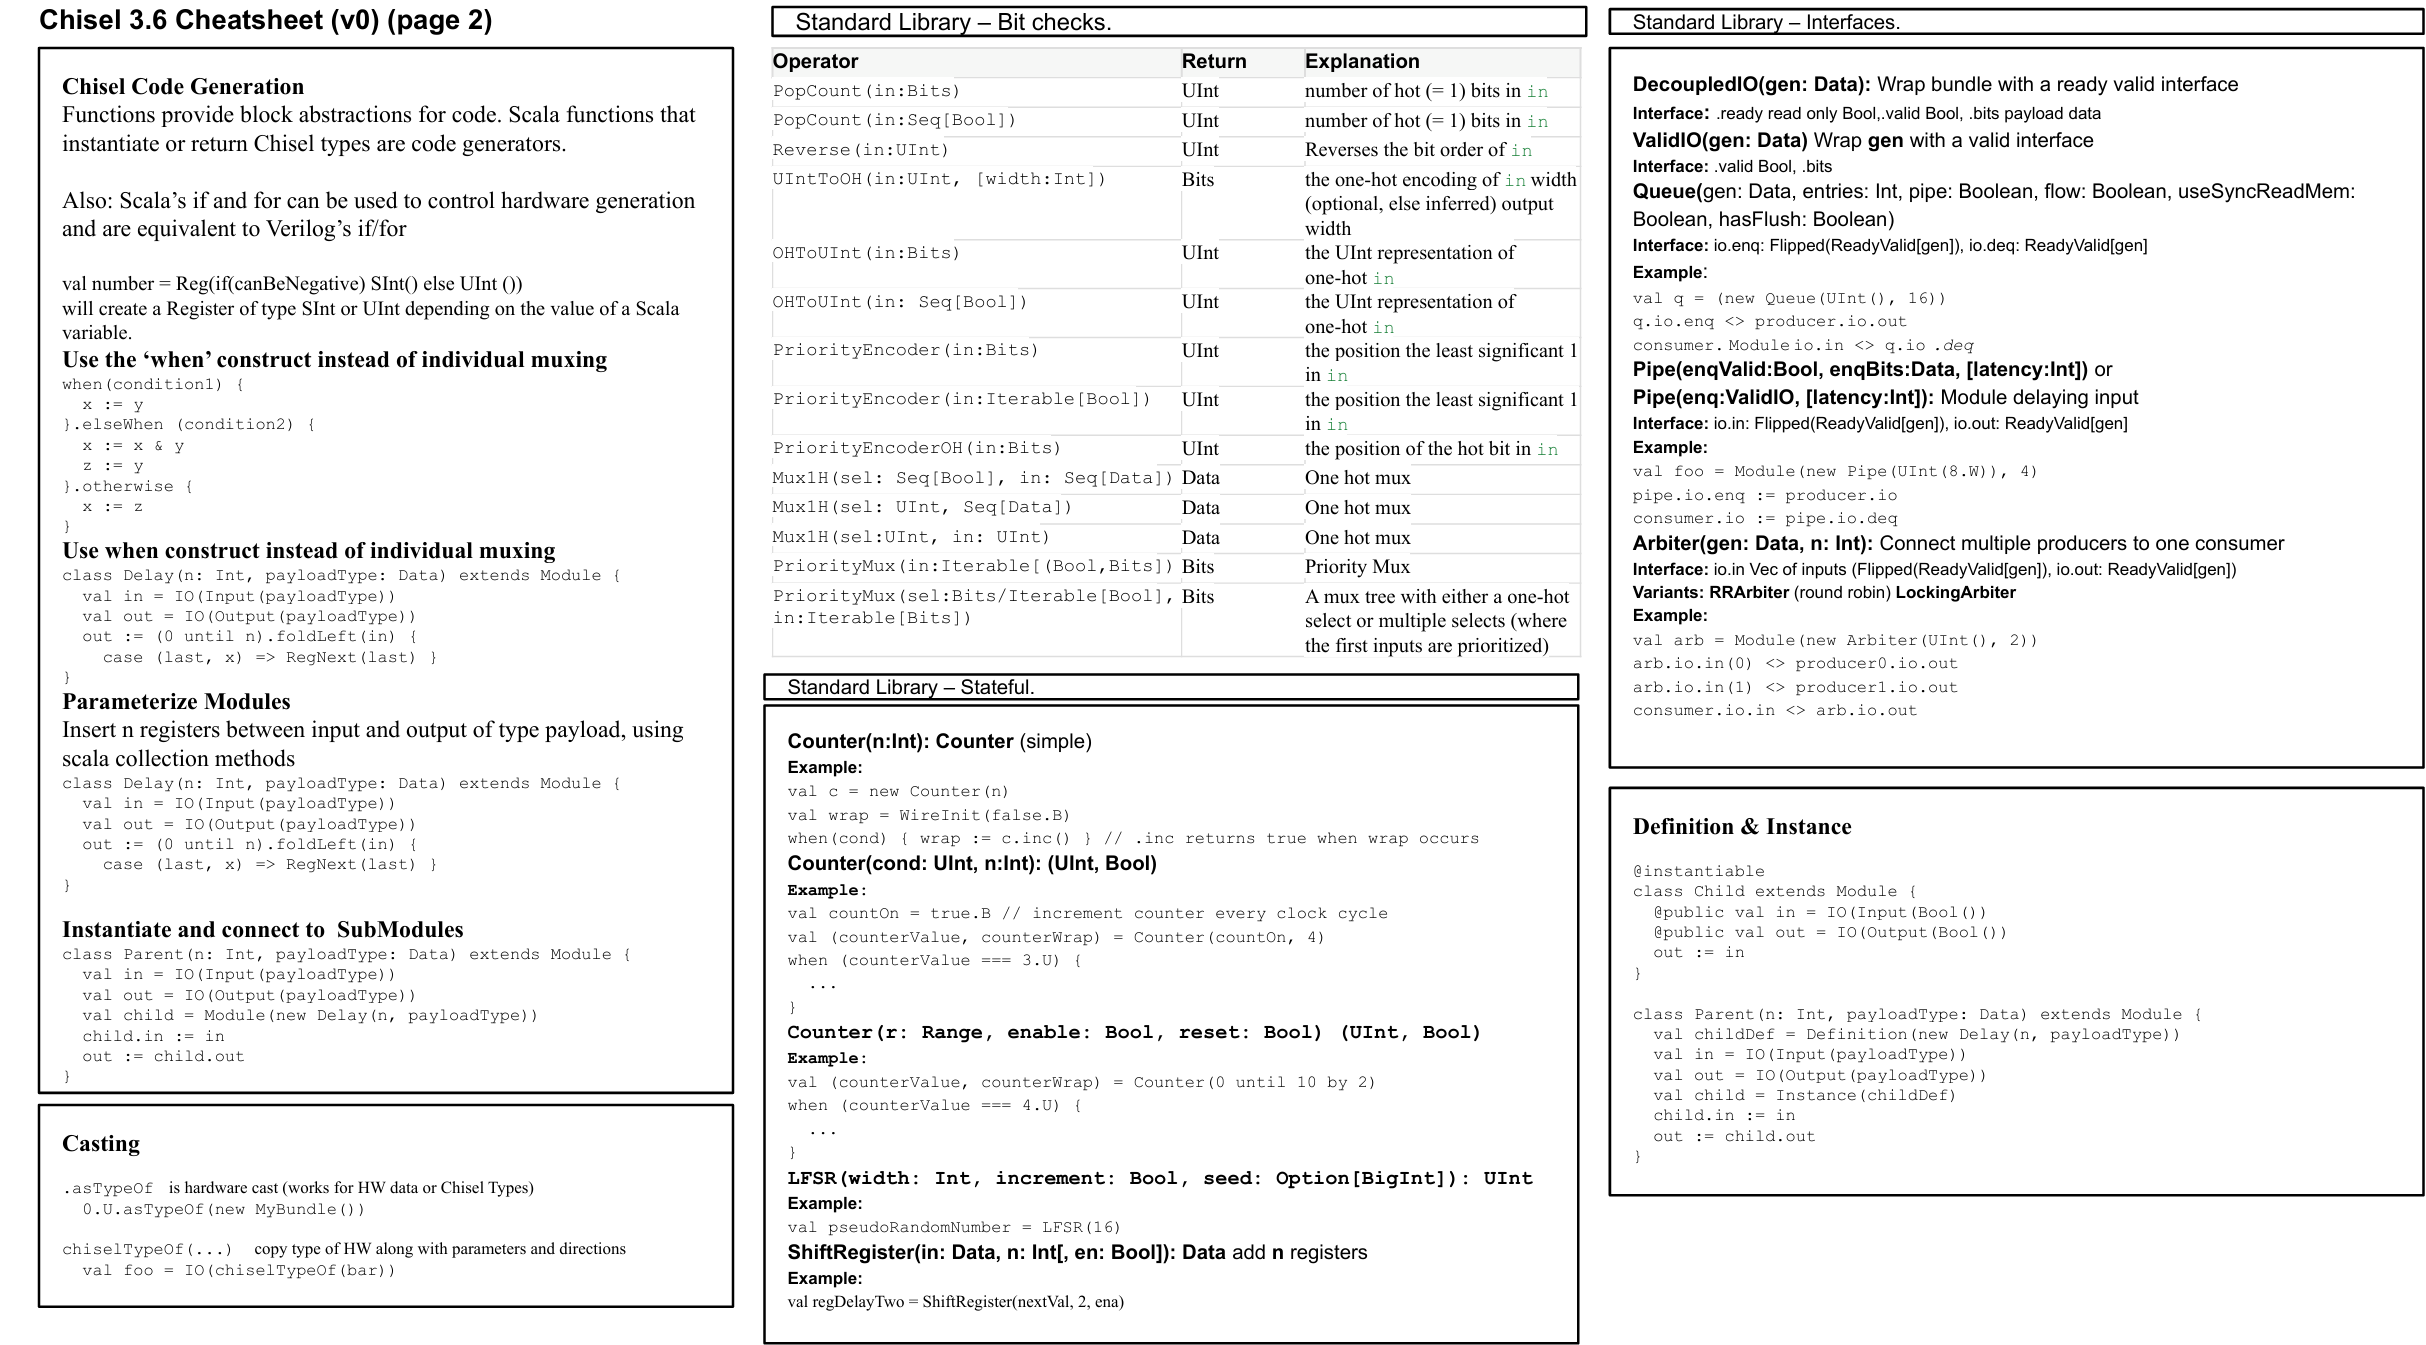 Chisel 3.6 Cheatsheet (v0) (page 2)
Chisel Code Generation
Functions provide block abstractions for code. Scala functions that
instantiate or return Chisel types are code generators.
Also: Scala’s if and for can be used to control hardware generation
and are equivalent to Verilog’s if/for
val number = Reg(if(canBeNegative) SInt() else UInt ())
will create a Register of type SInt or UInt depending on the value of a Scala
variable.
Use the ‘when’ construct instead of individual muxing
when(condition1) {
  x := y
}.elseWhen (condition2) {
  x := x & y
  z := y
}.otherwise {
  x := z
}
Use when construct instead of individual muxing
class Delay(n: Int, payloadType: Data) extends Module {
  val in = IO(Input(payloadType))
  val out = IO(Output(payloadType))
  out := (0 until n).foldLeft(in) {
    case (last, x) => RegNext(last) }
}
Parameterize Modules
Insert n registers between input and output of type payload, using
scala collection methods
class Delay(n: Int, payloadType: Data) extends Module {
  val in = IO(Input(payloadType))
  val out = IO(Output(payloadType))
  out := (0 until n).foldLeft(in) {
    case (last, x) => RegNext(last) }
}
Instantiate and connect to  SubModules
class Parent(n: Int, payloadType: Data) extends Module {
  val in = IO(Input(payloadType))
  val out = IO(Output(payloadType))
  val child = Module(new Delay(n, payloadType))
  child.in := in
  out := child.out
}
Casting
.asTypeOf  is hardware cast (works for HW data or Chisel Types)
  0.U.asTypeOf(new MyBundle())
chiselTypeOf(...)  copy type of HW along with parameters and directions
  val foo = IO(chiselTypeOf(bar))
Standard Library – Bit checks.
Operator Return Explanation
PopCount(in:Bits) UInt number of hot (= 1) bits in in
PopCount(in:Seq[Bool]) UInt number of hot (= 1) bits in in
Reverse(in:UInt) UInt Reverses the bit order of in
UIntToOH(in:UInt, [width:Int]) Bits the one-hot encoding of in width
(optional, else inferred) output
width
OHToUInt(in:Bits) UInt the UInt representation of
one-hot in
OHToUInt(in: Seq[Bool]) UInt the UInt representation of
one-hot in
PriorityEncoder(in:Bits) UInt the position the least significant 1
in in
PriorityEncoder(in:Iterable[Bool]) UInt the position the least significant 1
in in
PriorityEncoderOH(in:Bits) UInt the position of the hot bit in in
Mux1H(sel: Seq[Bool], in: Seq[Data]) Data One hot mux
Mux1H(sel: UInt, Seq[Data]) Data One hot mux
Mux1H(sel:UInt, in: UInt) Data One hot mux
PriorityMux(in:Iterable[(Bool,Bits]) Bits Priority Mux
PriorityMux(sel:Bits/Iterable[Bool], Bits A mux tree with either a one-hot
in:Iterable[Bits]) select or multiple selects (where
the first inputs are prioritized)
Standard Library – Stateful.
Counter(n:Int): Counter (simple)
Example:
val c = new Counter(n)
val wrap = WireInit(false.B)
when(cond) { wrap := c.inc() } // .inc returns true when wrap occurs
Counter(cond: UInt, n:Int): (UInt, Bool)
Example:
val countOn = true.B // increment counter every clock cycle
val (counterValue, counterWrap) = Counter(countOn, 4)
when (counterValue === 3.U) {
  ...
}
Counter(r: Range, enable: Bool, reset: Bool) (UInt, Bool)
Example:
val (counterValue, counterWrap) = Counter(0 until 10 by 2)
when (counterValue === 4.U) {
  ...
}
LFSR(width: Int, increment: Bool, seed: Option[BigInt]): UInt
Example:
val pseudoRandomNumber = LFSR(16)
ShiftRegister(in: Data, n: Int[, en: Bool]): Data add n registers
Example:
val regDelayTwo = ShiftRegister(nextVal, 2, ena)
Standard Library – Interfaces.
DecoupledIO(gen: Data): Wrap bundle with a ready valid interface
Interface: .ready read only Bool,.valid Bool, .bits payload data
ValidIO(gen: Data) Wrap gen with a valid interface
Interface: .valid Bool, .bits
Queue(gen: Data, entries: Int, pipe: Boolean, flow: Boolean, useSyncReadMem:
Boolean, hasFlush: Boolean)
Interface: io.enq: Flipped(ReadyValid[gen]), io.deq: ReadyValid[gen]
Example:
val q = (new Queue(UInt(), 16))
q.io.enq <> producer.io.out
consumer.Module io.in <> q.io .deq
Pipe(enqValid:Bool, enqBits:Data, [latency:Int]) or
Pipe(enq:ValidIO, [latency:Int]): Module delaying input
Interface: io.in: Flipped(ReadyValid[gen]), io.out: ReadyValid[gen]
Example:
val foo = Module(new Pipe(UInt(8.W)), 4)
pipe.io.enq := producer.io
consumer.io := pipe.io.deq
Arbiter(gen: Data, n: Int): Connect multiple producers to one consumer
Interface: io.in Vec of inputs (Flipped(ReadyValid[gen]), io.out: ReadyValid[gen])
Variants: RRArbiter (round robin) LockingArbiter
Example:
val arb = Module(new Arbiter(UInt(), 2))
arb.io.in(0) <> producer0.io.out
arb.io.in(1) <> producer1.io.out
consumer.io.in <> arb.io.out
Definition & Instance
@instantiable
class Child extends Module {
  @public val in = IO(Input(Bool())
  @public val out = IO(Output(Bool())
  out := in
}
class Parent(n: Int, payloadType: Data) extends Module {
  val childDef = Definition(new Delay(n, payloadType))
  val in = IO(Input(payloadType))
  val out = IO(Output(payloadType))
  val child = Instance(childDef)
  child.in := in
  out := child.out
}